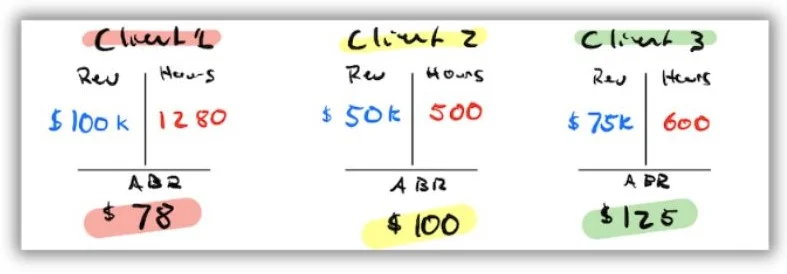 Client 1
Rev Hours
$100k 1280
ABR
$78
Client 2
Rev Hours
$50k 500
ABR
$100
Client 3
Rev Hours
$75k 600
ABR
$125